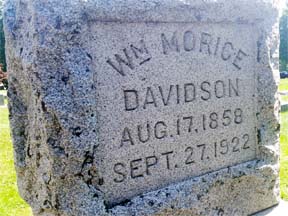 WM MORICE
DAVIDSON
AUG. 17. 1858
SEPT. 27. 1922